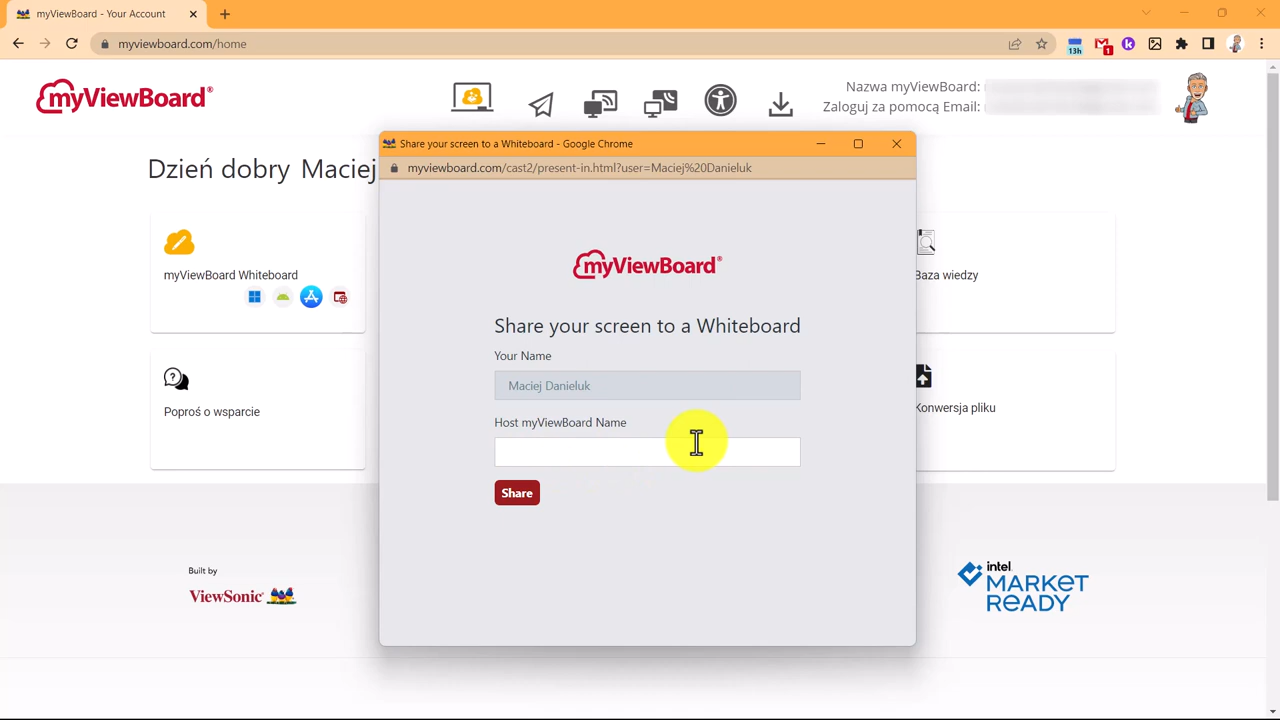 myViewBoard - Your Account
myviewboard.com/home
13h
1
myViewBoard®
Nazwa myViewBoard:
Zaloguj za pomocą Email:
Dzień dobry Maciej
Share your screen to a Whiteboard - Google Chrome
myviewboard.com/cast2/present-in.html?user=Maciej%20Danieluk
myViewBoard®
Share your screen to a Whiteboard
Your Name
Maciej Danieluk
Host myViewBoard Name
Share
myViewBoard Whiteboard
Baza wiedzy
Poproś o wsparcie
Konwersja pliku
Built by
ViewSonic
intel.
MARKET
READY